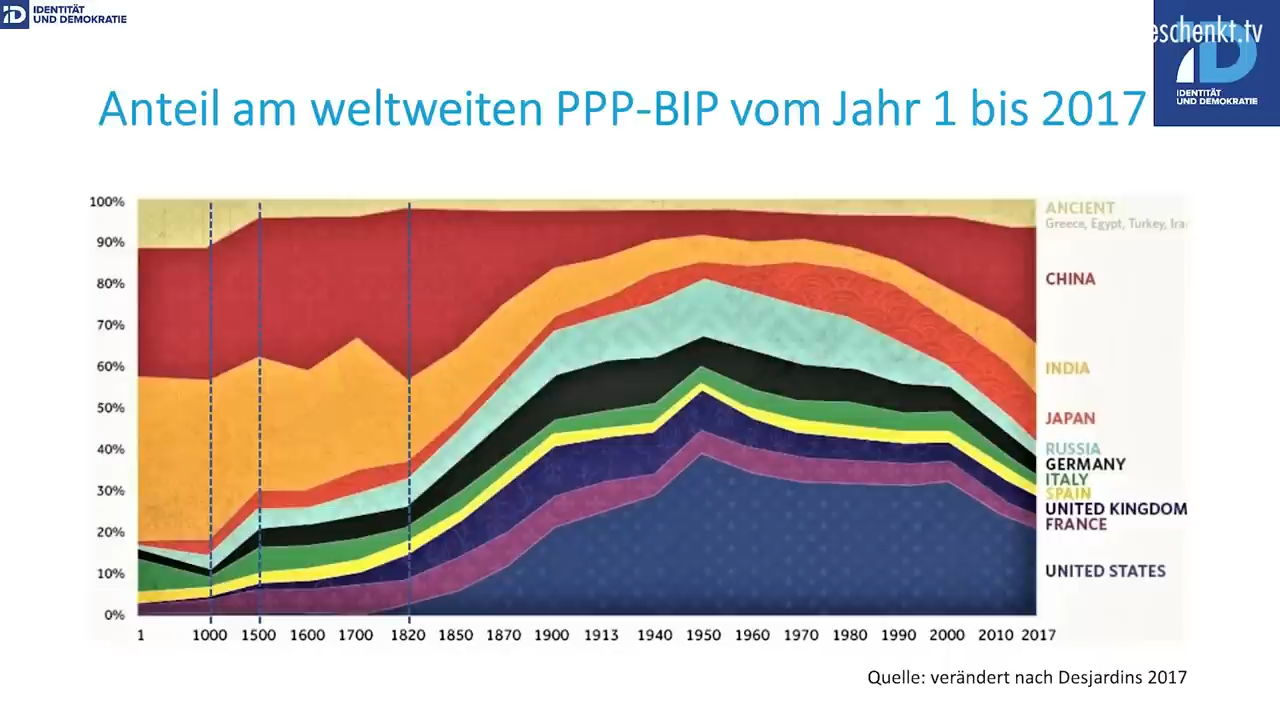 IDENTITÄT
UND DEMOKRATIE
eschenkt.tv
IDENTITÄT
UND DEMOKRATIE
Anteil am weltweiten PPP-BIP vom Jahr 1 bis 2017
100%
90%
80%
70%
60%
50%
40%
30%
20%
10%
0%
1 1000 1500 1600 1700 1820 1850 1870 1900 1913 1940 1950 1960 1970 1980 1990 2000 2010 2017
ANCIENT
Greece, Egypt, Turkey, Ira
CHINA
INDIA
JAPAN
RUSSIA
GERMANY
ITALY
SPAIN
UNITED KINGDOM
FRANCE
UNITED STATES
Quelle: verändert nach Desjardins 2017